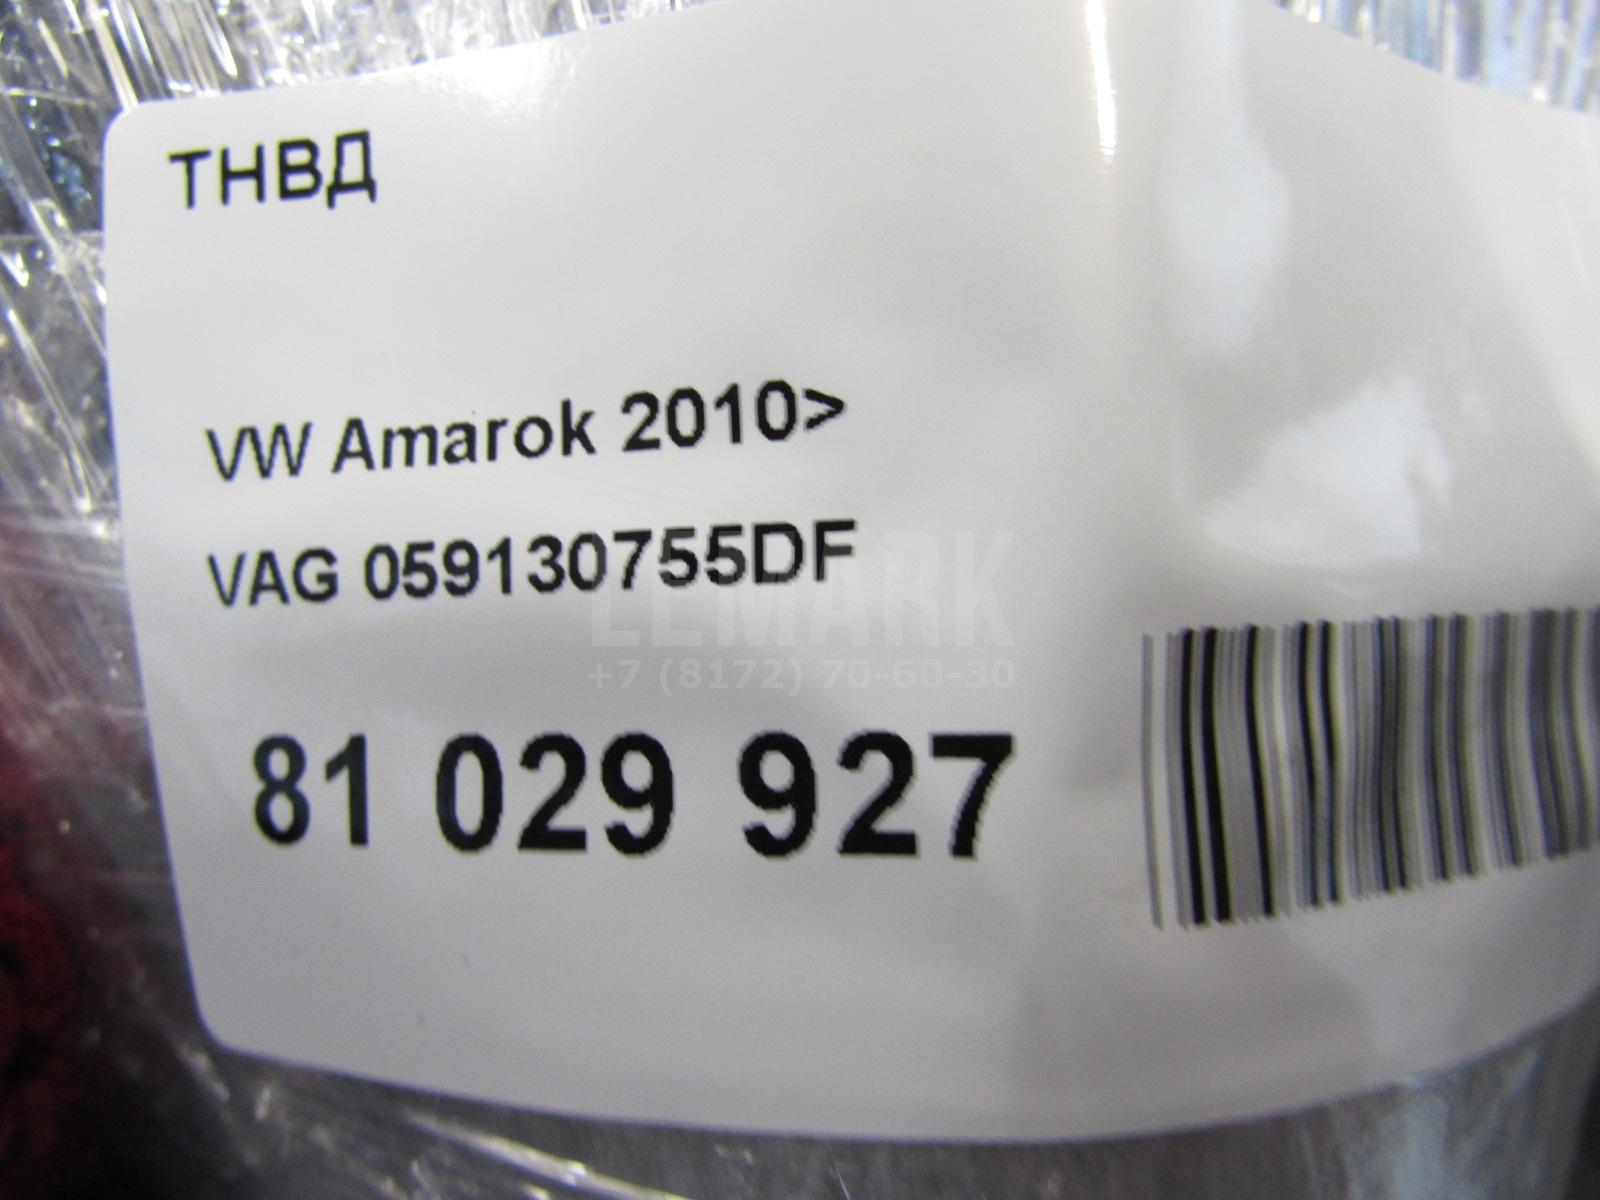 ТНВД
VW Amarok 2010>
VAG 059130755DF
LEMARK
+7 (8172) 70-60-30
81 029 927